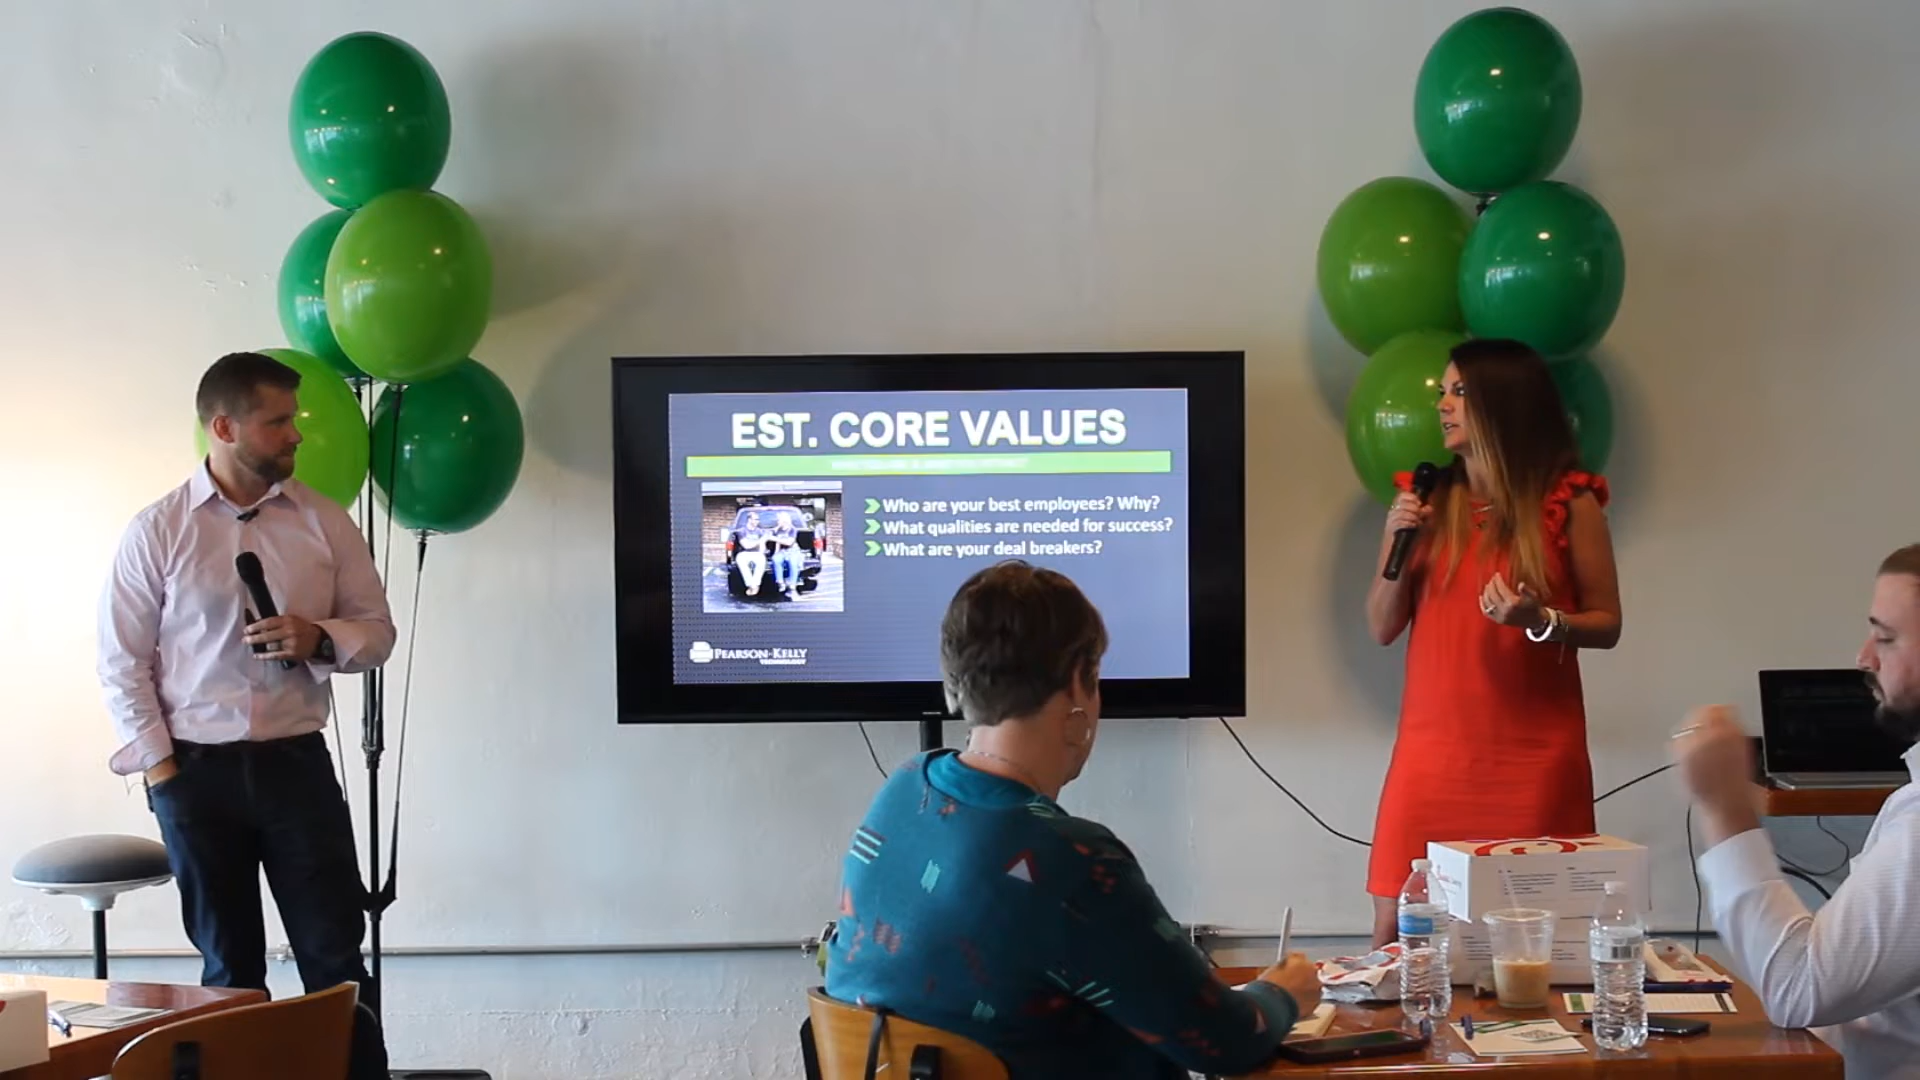 EST. CORE VALUES
Who are your best employees? Why?
What qualities are needed for success?
What are your deal breakers?
PEARSON-KELLY
TECHNOLOGY